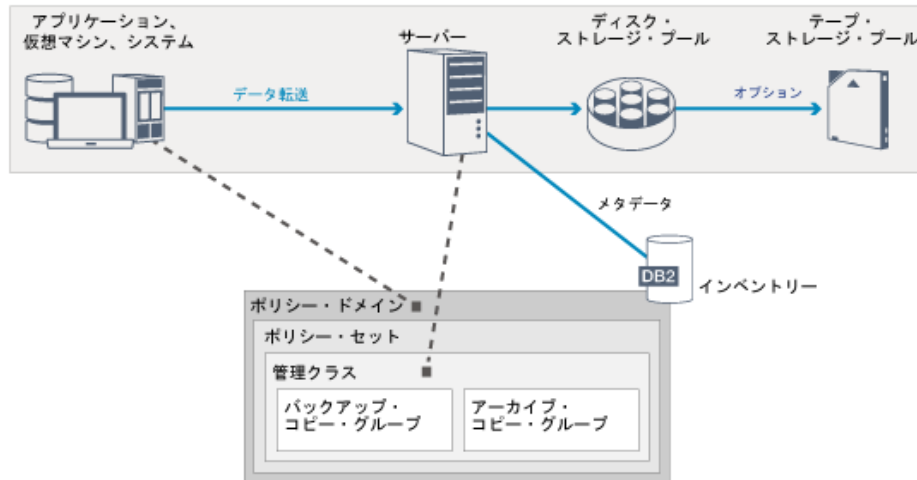 アプリケーション、
仮想マシン、システム
サーバー
ディスク・
ストレージ・プール
テープ・
ストレージ・プール
データ転送
オプション
メタデータ
DB2
インベントリー
ポリシー・ドメイン
ポリシー・セット
管理クラス
バックアップ・
コピー・グループ
アーカイブ・
コピー・グループ